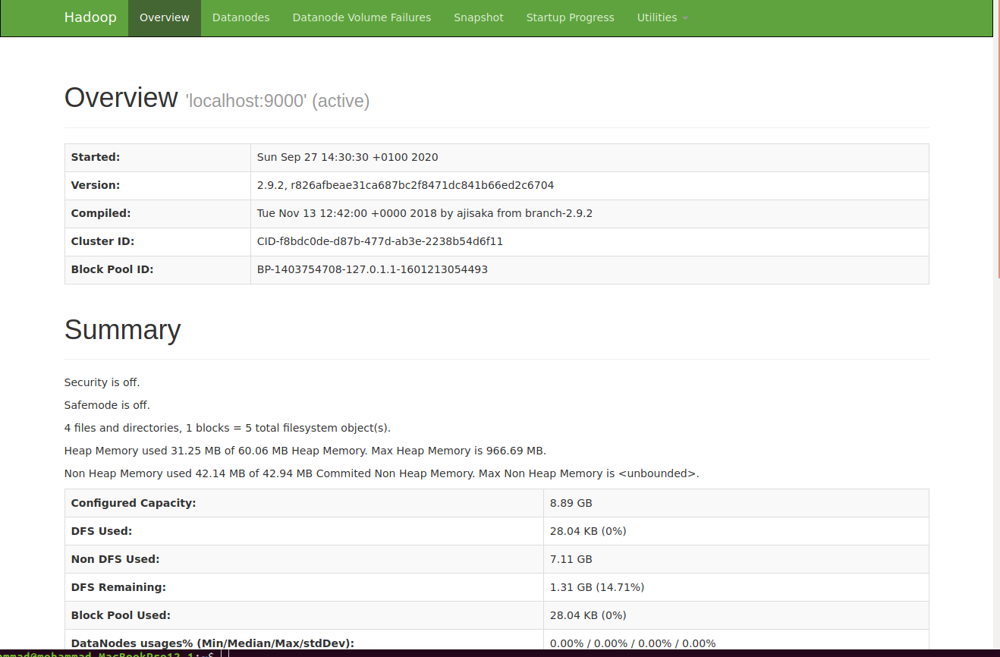 Hadoop Overview Datanodes Datanode Volume Failures Snapshot Startup Progress Utilities
Overview 'localhost:9000' (active)
Started: Sun Sep 27 14:30:30 +0100 2020
Version: 2.9.2, r826afbeae31ca687bc2f8471dc841b66ed2c6704
Compiled: Tue Nov 13 12:42:00 +0000 2018 by ajisaka from branch-2.9.2
Cluster ID: CID-f8bdc0de-d87b-477d-ab3e-2238b54d6f11
Block Pool ID: BP-1403754708-127.0.1.1-1601213054493
Summary
Security is off.
Safemode is off.
4 files and directories, 1 blocks = 5 total filesystem object(s).
Heap Memory used 31.25 MB of 60.06 MB Heap Memory. Max Heap Memory is 966.69 MB.
Non Heap Memory used 42.14 MB of 42.94 MB Commited Non Heap Memory. Max Non Heap Memory is <unbounded>.
Configured Capacity: 8.89 GB
DFS Used: 28.04 KB (0%)
Non DFS Used: 7.11 GB
DFS Remaining: 1.31 GB (14.71%)
Block Pool Used: 28.04 KB (0%)
DataNodes usages% (Min/Median/Max/stdDev): 0.00% / 0.00% / 0.00% / 0.00%